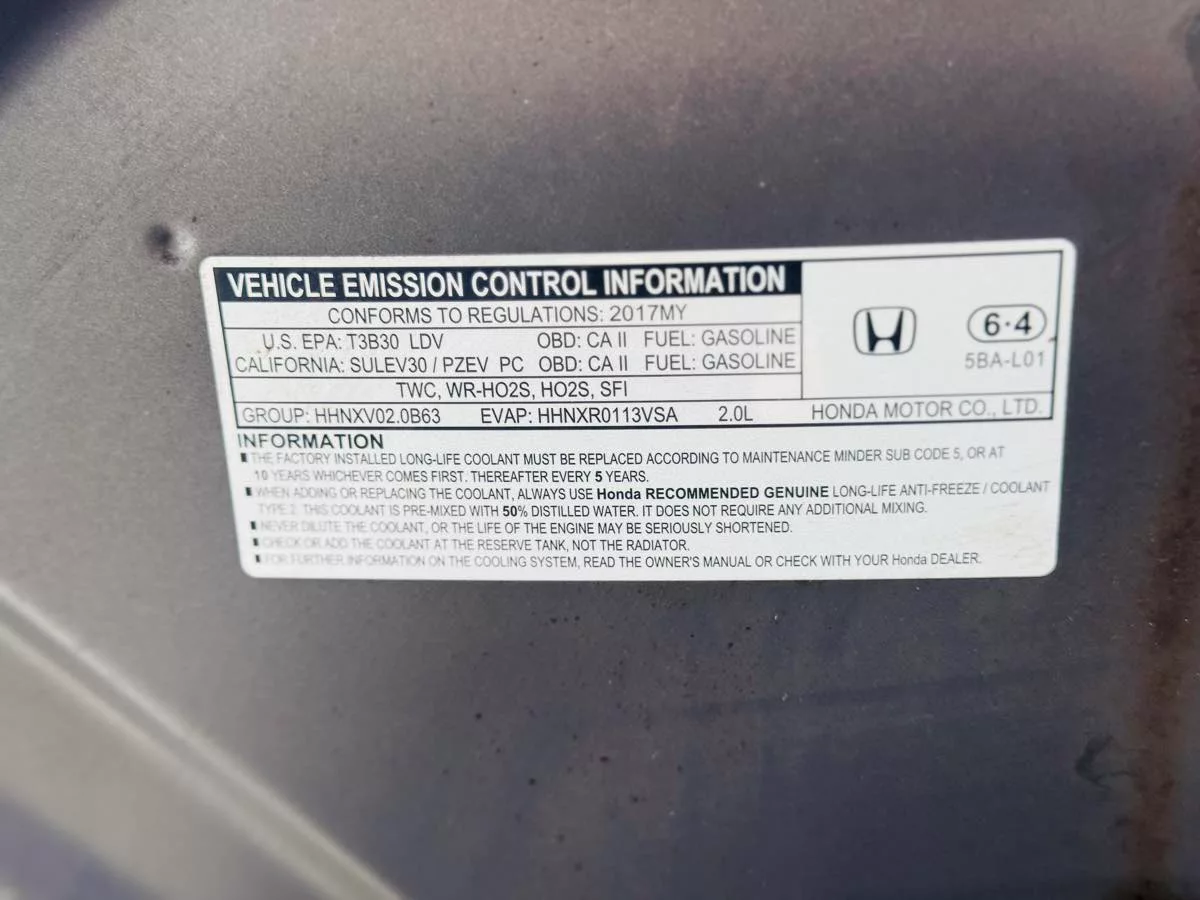 VEHICLE EMISSION CONTROL INFORMATION
CONFORMS TO REGULATIONS: 2017MY
U.S. EPA: T3B30 LDV OBD: CA II FUEL: GASOLINE
CALIFORNIA: SULEV30 / PZEV PC OBD: CA II FUEL: GASOLINE
TWC, WR-HO2S, HO2S, SFI
GROUP: HHNXV02.0B63 EVAP: HHNXR0113VSA 2.0L
6·4
5BA-L01
HONDA MOTOR CO., LTD.
INFORMATION
THE FACTORY INSTALLED LONG-LIFE COOLANT MUST BE REPLACED ACCORDING TO MAINTENANCE MINDER SUB CODE 5, OR AT
10 YEARS WHICHEVER COMES FIRST. THEREAFTER EVERY 5 YEARS.
WHEN ADDING OR REPLACING THE COOLANT, ALWAYS USE Honda RECOMMENDED GENUINE LONG-LIFE ANTI-FREEZE / COOLANT
TYPE 2. THIS COOLANT IS PRE-MIXED WITH 50% DISTILLED WATER. IT DOES NOT REQUIRE ANY ADDITIONAL MIXING.
NEVER DILUTE THE COOLANT, OR THE LIFE OF THE ENGINE MAY BE SERIOUSLY SHORTENED.
CHECK OR ADD THE COOLANT AT THE RESERVE TANK, NOT THE RADIATOR.
FOR FURTHER INFORMATION ON THE COOLING SYSTEM, READ THE OWNER'S MANUAL OR CHECK WITH YOUR Honda DEALER.